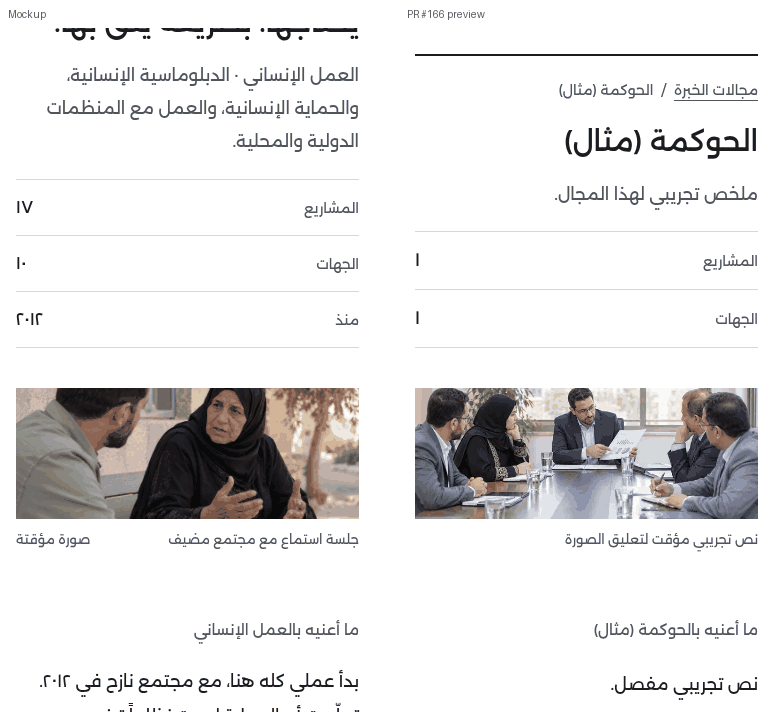 Mockup
العمل الإنساني · الدبلوماسية الإنسانية،
والحماية الإنسانية، والعمل مع المنظمات
الدولية والمحلية.
المشاريع ١٧
الجهات ١٠
منذ ٢٠١٢
جلسة استماع مع مجتمع مضيف صورة مؤقتة
ما أعنيه بالعمل الإنساني
بدأ عملي كله هنا، مع مجتمع نازح في ٢٠١٢.
PR #166 preview
مجالات الخبرة / الحوكمة (مثال)
الحوكمة (مثال)
ملخص تجريبي لهذا المجال.
المشاريع ١
الجهات ١
نص تجريبي مؤقت لتعليق الصورة
ما أعنيه بالحوكمة (مثال)
نص تجريبي مفصل.